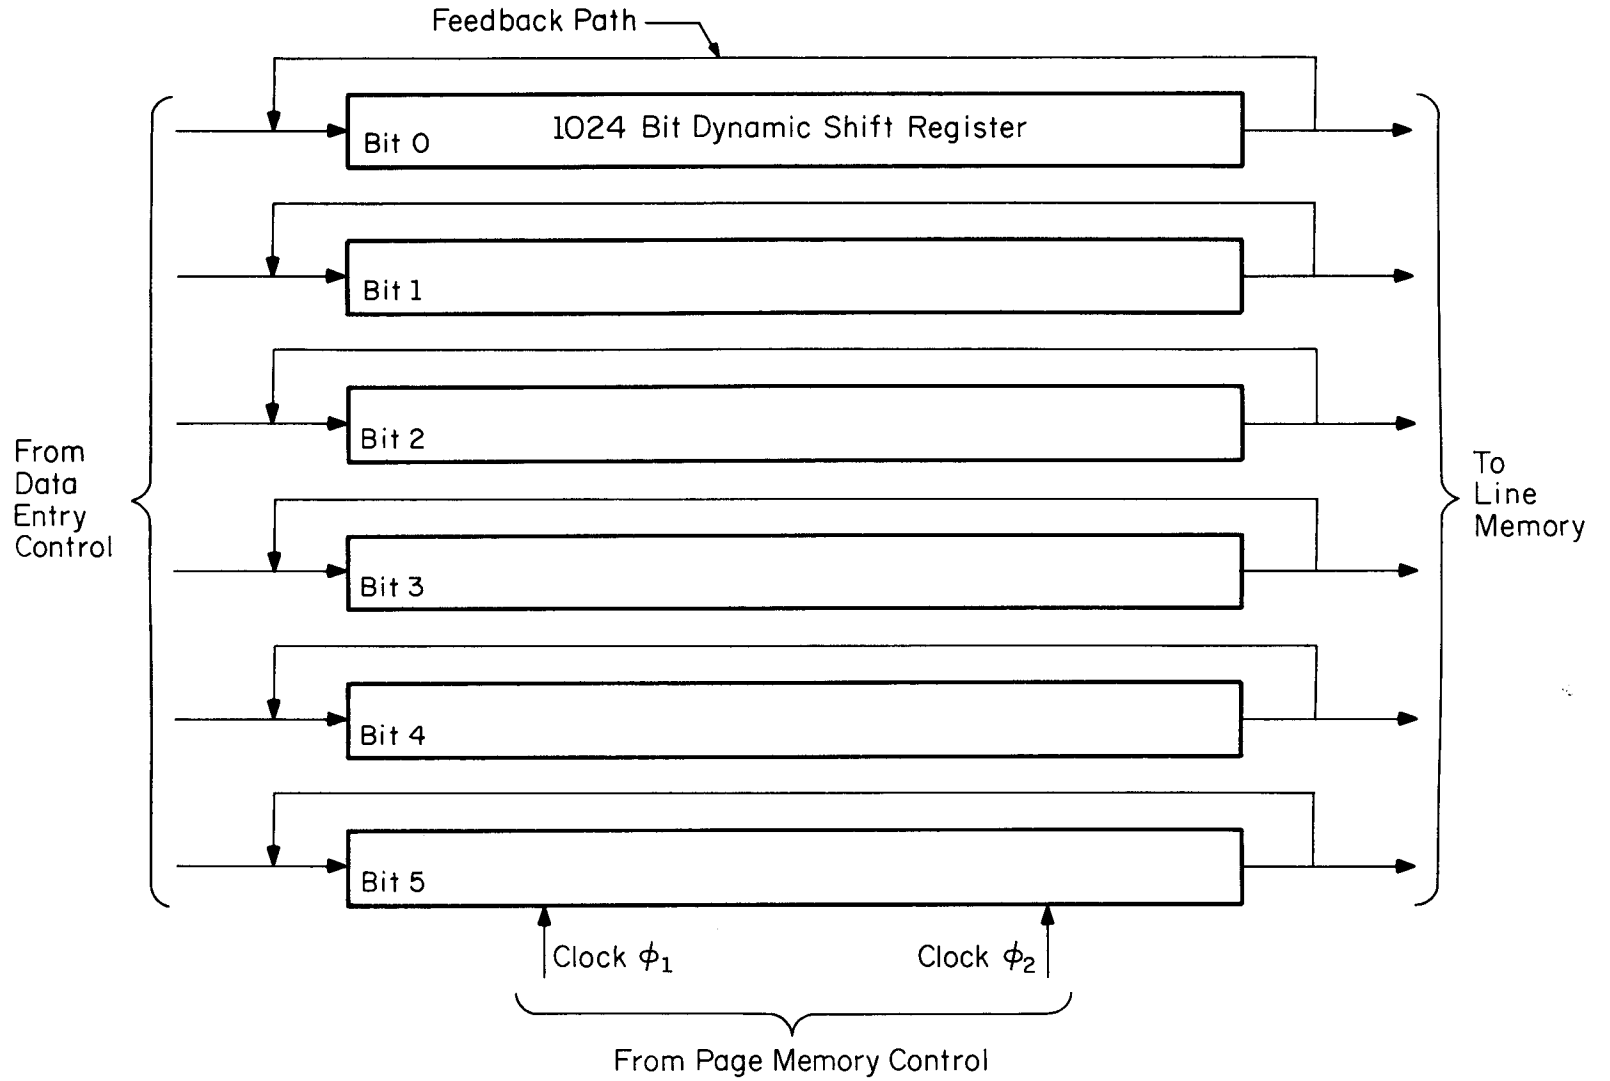 Feedback Path
Bit 0
1024 Bit Dynamic Shift Register
Bit 1
Bit 2
From
Data
Entry
Control
To
Line
Memory
Bit 3
Bit 4
Bit 5
Clock ϕ₁
Clock ϕ₂
From Page Memory Control